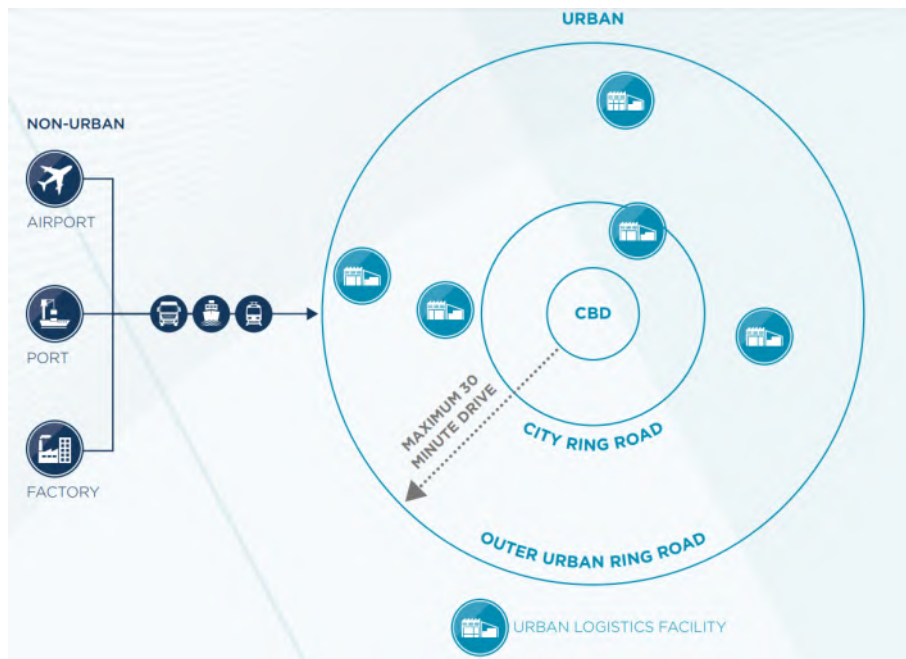 URBAN
NON-URBAN
AIRPORT
PORT
FACTORY
CBD
MAXIMUM 30
MINUTE DRIVE
CITY RING ROAD
OUTER URBAN RING ROAD
URBAN LOGISTICS FACILITY